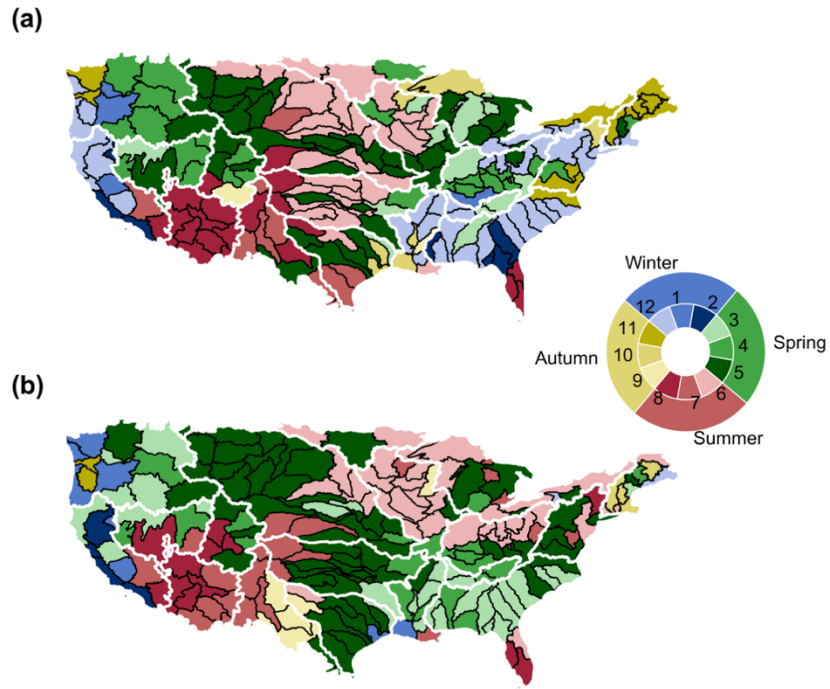 (a)
Winter
12 1 2
11 3
10 4
9 5
8 7 6
Autumn
Spring
Summer
(b)